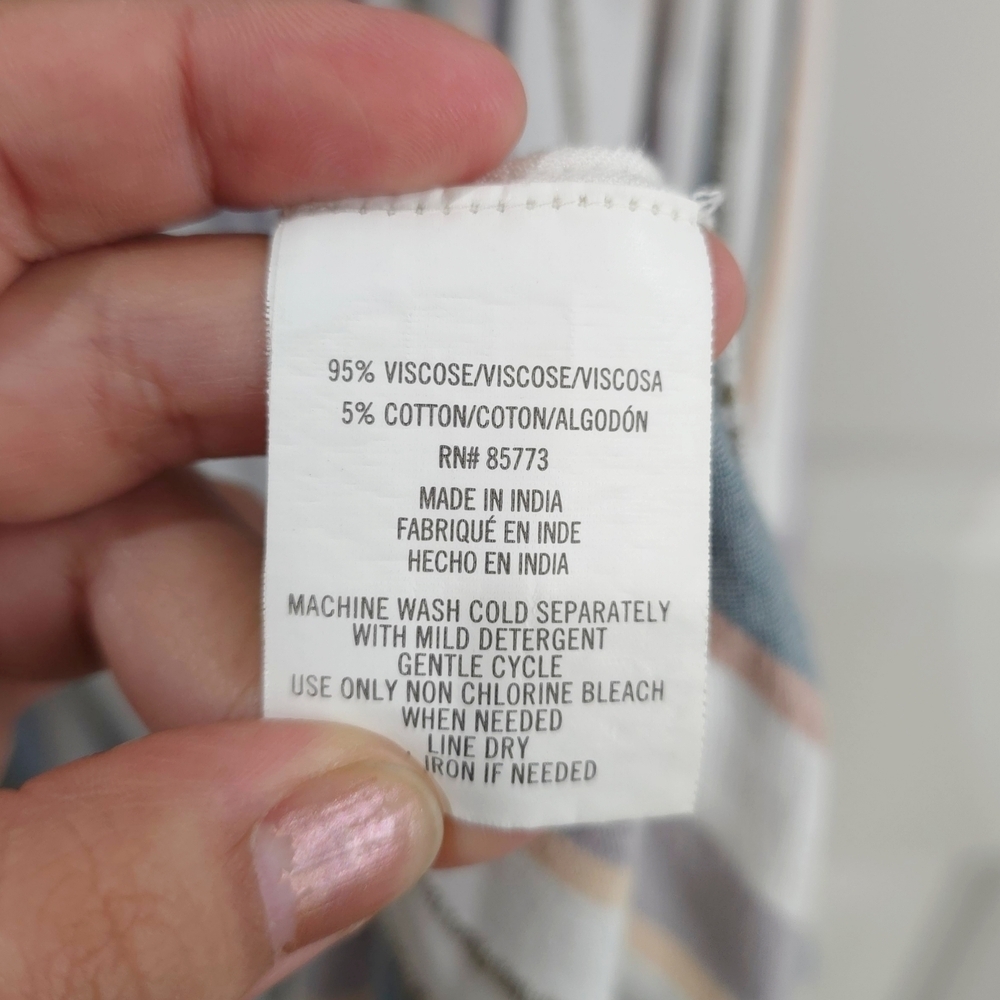 95% VISCOSE/VISCOSE/VISCOSA
5% COTTON/COTON/ALGODÓN
RN# 85773
MADE IN INDIA
FABRIQUÉ EN INDE
HECHO EN INDIA
MACHINE WASH COLD SEPARATELY
WITH MILD DETERGENT
GENTLE CYCLE
USE ONLY NON CHLORINE BLEACH
WHEN NEEDED
LINE DRY
IRON IF NEEDED